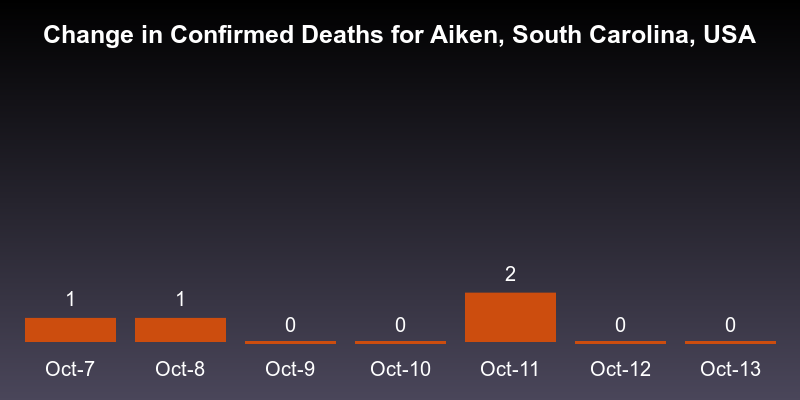 Change in Confirmed Deaths for Aiken, South Carolina, USA
1 1 0 0 2 0 0
Oct-7 Oct-8 Oct-9 Oct-10 Oct-11 Oct-12 Oct-13